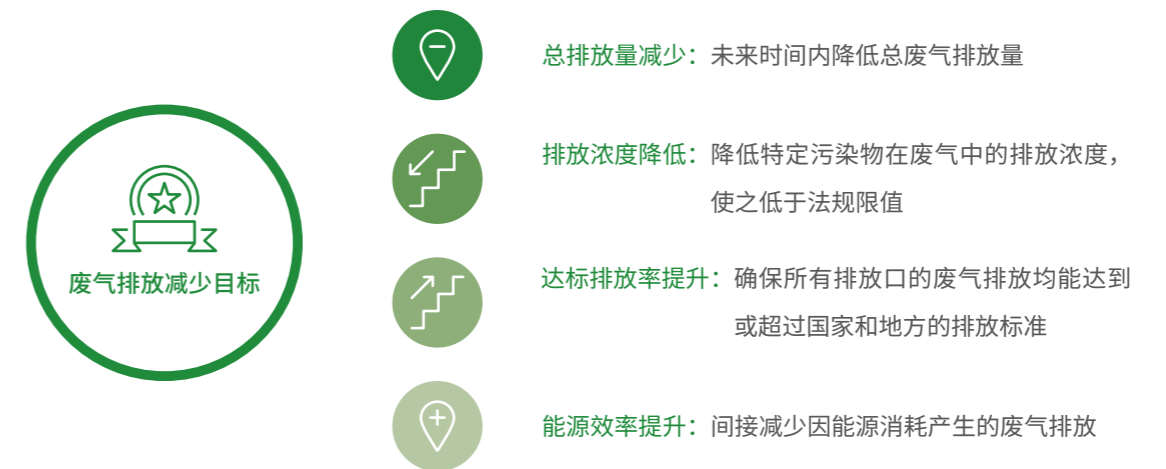 废气排放减少目标
总排放量减少：未来时间内降低总废气排放量
排放浓度降低：降低特定污染物在废气中的排放浓度，
使之低于法规限值
达标排放率提升：确保所有排放口的废气排放均能达到
或超过国家和地方的排放标准
能源效率提升：间接减少因能源消耗产生的废气排放